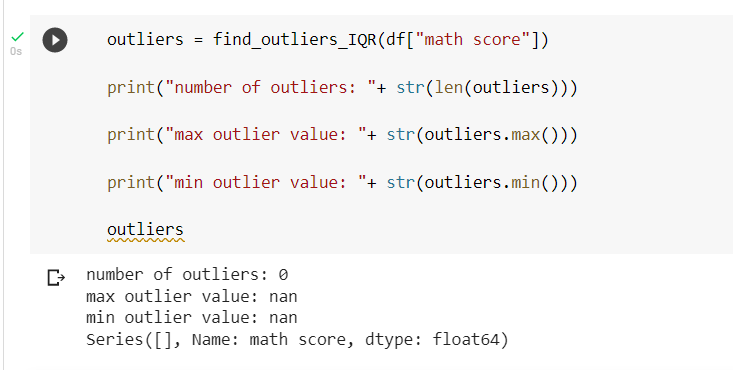 0s
outliers = find_outliers_IQR(df["math score"])
print("number of outliers: "+ str(len(outliers)))
print("max outlier value: "+ str(outliers.max()))
print("min outlier value: "+ str(outliers.min()))
outliers
number of outliers: 0
max outlier value: nan
min outlier value: nan
Series([], Name: math score, dtype: float64)